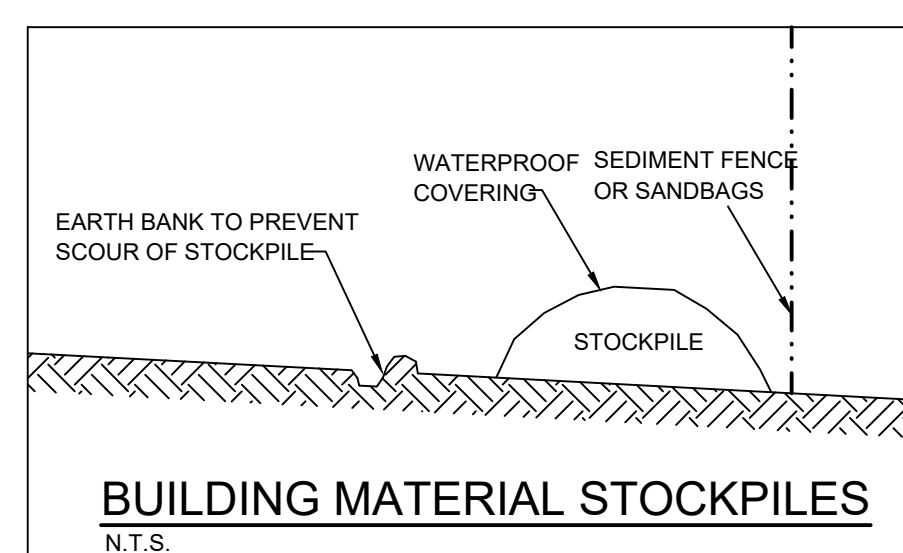 WATERPROOF
COVERING
SEDIMENT FENCE
OR SANDBAGS
EARTH BANK TO PREVENT
SCOUR OF STOCKPILE
STOCKPILE
BUILDING MATERIAL STOCKPILES
N.T.S.